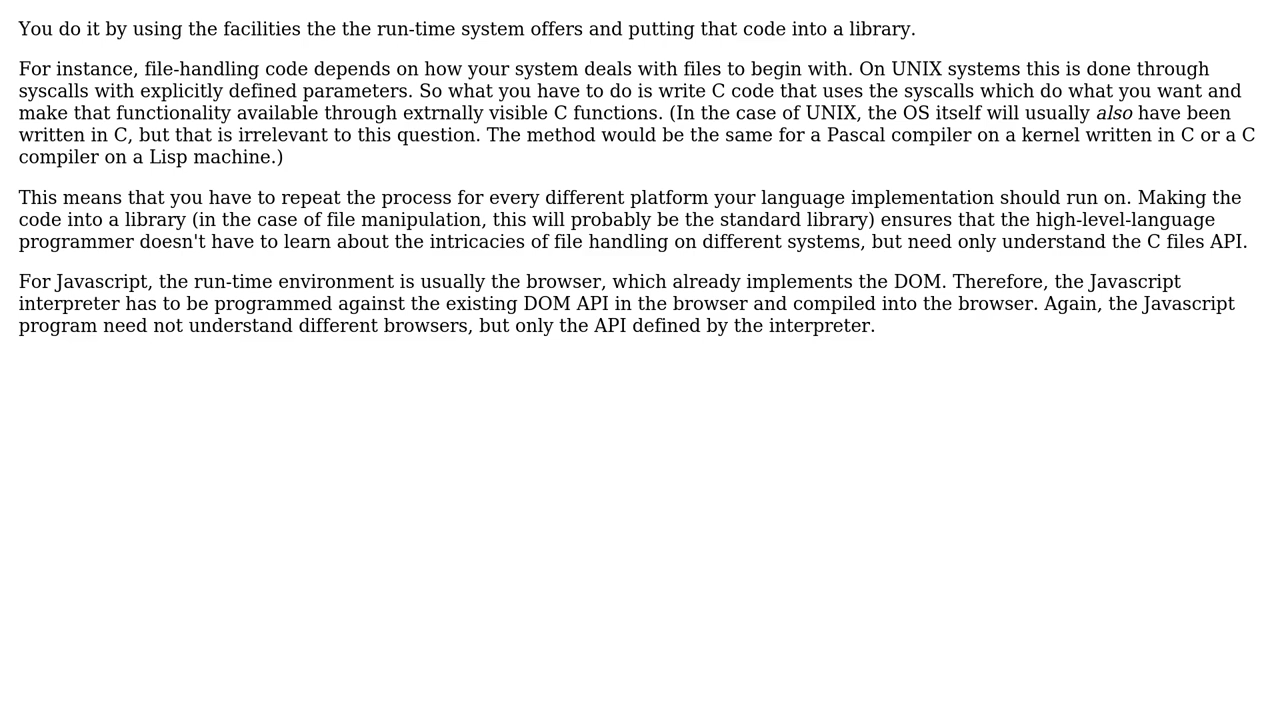 You do it by using the facilities the the run-time system offers and putting that code into a library.
For instance, file-handling code depends on how your system deals with files to begin with. On UNIX systems this is done through
syscalls with explicitly defined parameters. So what you have to do is write C code that uses the syscalls which do what you want and
make that functionality available through extrnally visible C functions. (In the case of UNIX, the OS itself will usually also have been
written in C, but that is irrelevant to this question. The method would be the same for a Pascal compiler on a kernel written in C or a C
compiler on a Lisp machine.)
This means that you have to repeat the process for every different platform your language implementation should run on. Making the
code into a library (in the case of file manipulation, this will probably be the standard library) ensures that the high-level-language
programmer doesn't have to learn about the intricacies of file handling on different systems, but need only understand the C files API.
For Javascript, the run-time environment is usually the browser, which already implements the DOM. Therefore, the Javascript
interpreter has to be programmed against the existing DOM API in the browser and compiled into the browser. Again, the Javascript
program need not understand different browsers, but only the API defined by the interpreter.